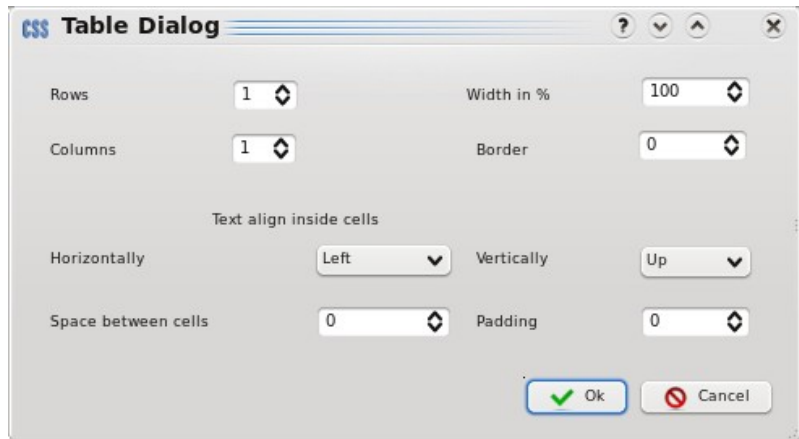 CSS Table Dialog ?
Rows 1 Width in % 100
Columns 1 Border 0
Text align inside cells
Horizontally Left Vertically Up
Space between cells 0 Padding 0
Ok Cancel